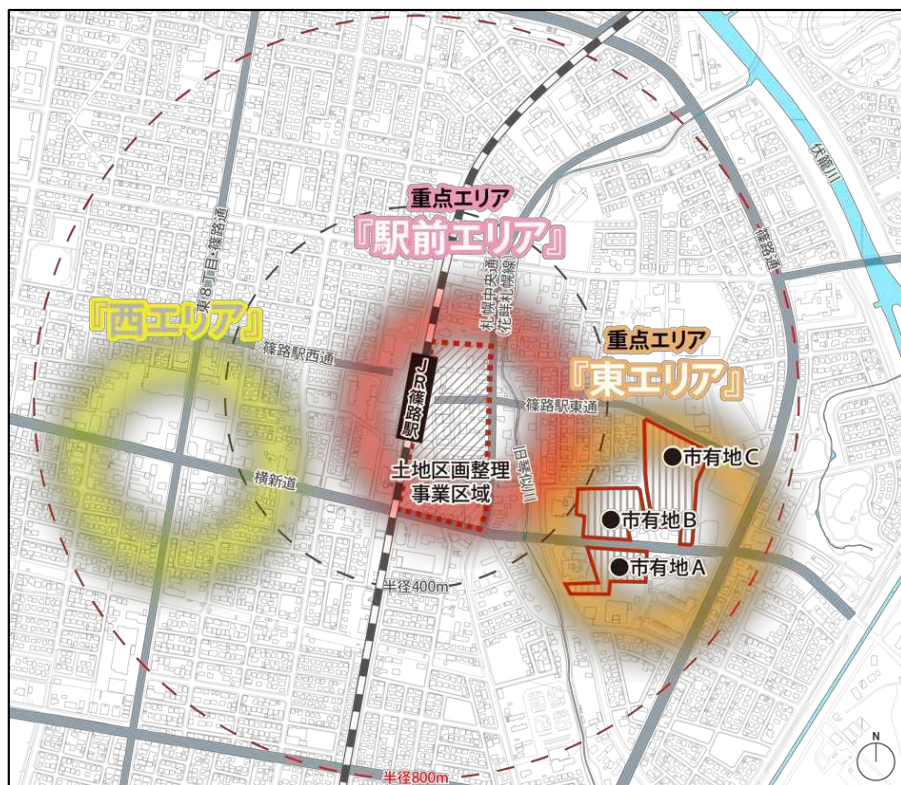 伏籠川
重点エリア
『駅前エリア』
東8丁目・篠路通
札幌中央通
花畔札幌線
篠路通
『西エリア』
篠路駅西通
JR篠路駅
重点エリア
『東エリア』
篠路駅東通
土地区画整理
事業区域
旧琴似川
横新道
●市有地C
●市有地B
●市有地A
半径400m
半径800m
N